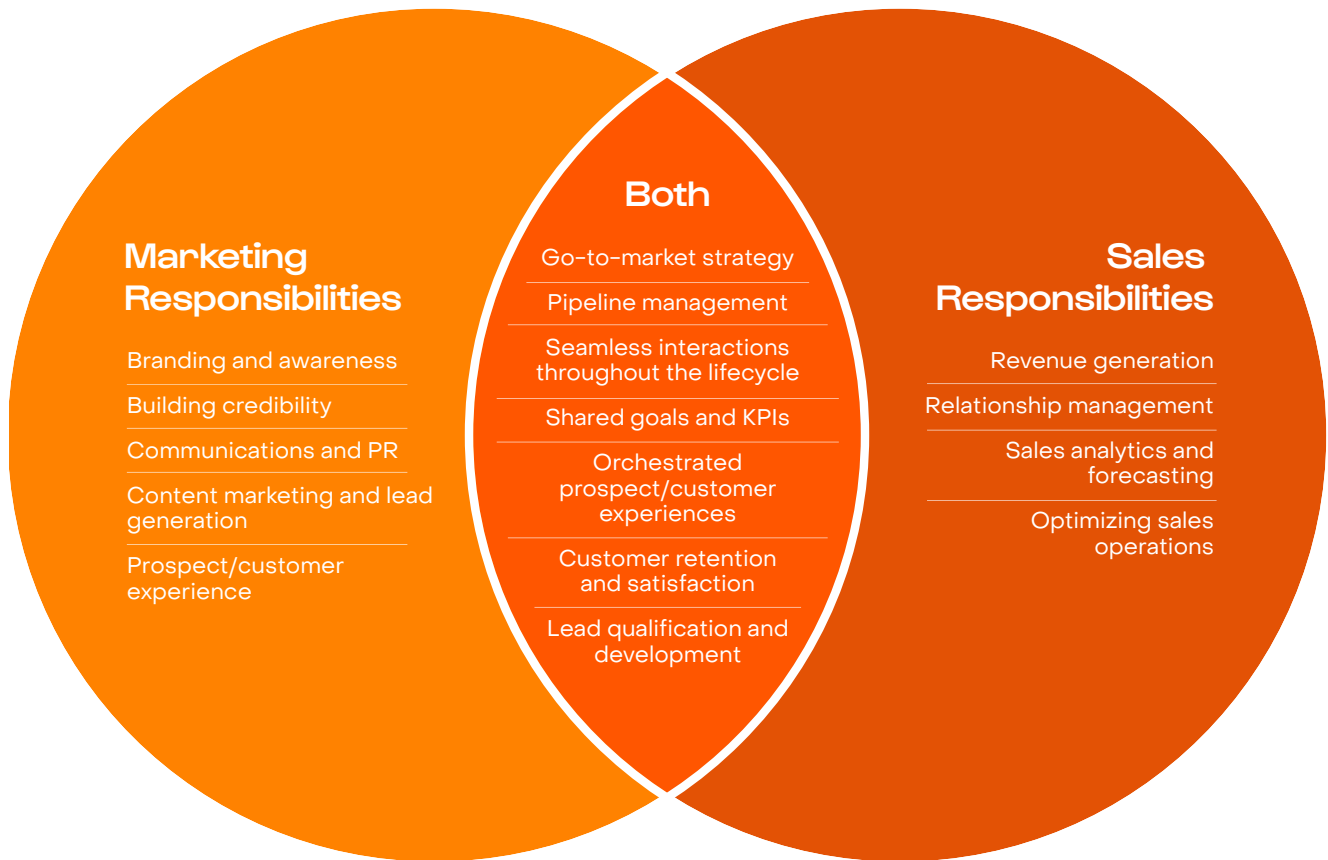 Marketing
Responsibilities
Branding and awareness
Building credibility
Communications and PR
Content marketing and lead
generation
Prospect/customer
experience
Both
Go-to-market strategy
Pipeline management
Seamless interactions
throughout the lifecycle
Shared goals and KPIs
Orchestrated
prospect/customer
experiences
Customer retention
and satisfaction
Lead qualification and
development
Sales
Responsibilities
Revenue generation
Relationship management
Sales analytics and
forecasting
Optimizing sales
operations